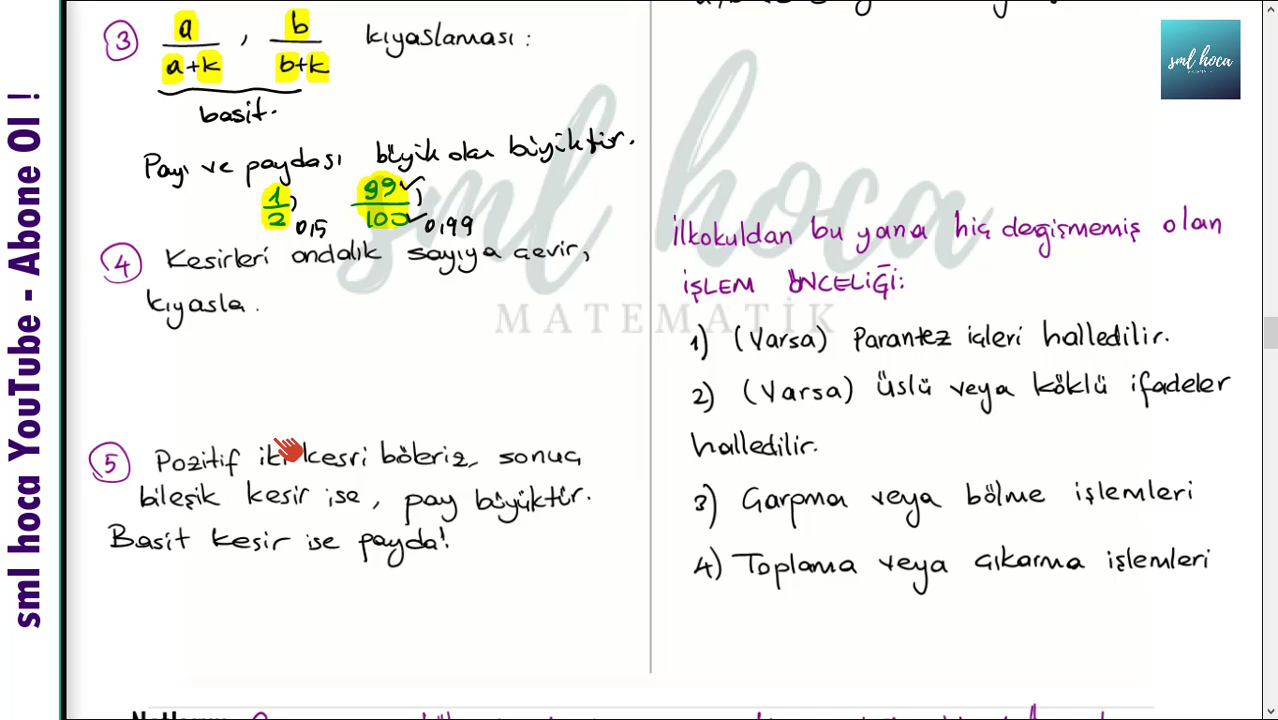 sml hoca YouTube - Abone Ol !
3 a/a+k , b/b+k kıyaslaması :
basit.
Payı ve paydası büyük olan büyüktür.
1/2 , 0,5 99/100 , 0,99
4 Kesirleri ondalık sayıya çevir,
kıyasla .
5 Pozitif iki kesri böleriz, sonuç
bileşik kesir ise, pay büyüktür.
Basit kesir ise payda!
sml hoca
sml hoca
MATEMATİK
İlkokuldan bu yana hiç değişmemiş olan
İŞLEM ÖNCELİĞİ:
1) (Varsa) Parantez içleri halledilir.
2) (Varsa) üslü veya köklü ifadeler
halledilir.
3) Çarpma veya bölme işlemleri
4) Toplama veya çıkarma işlemleri